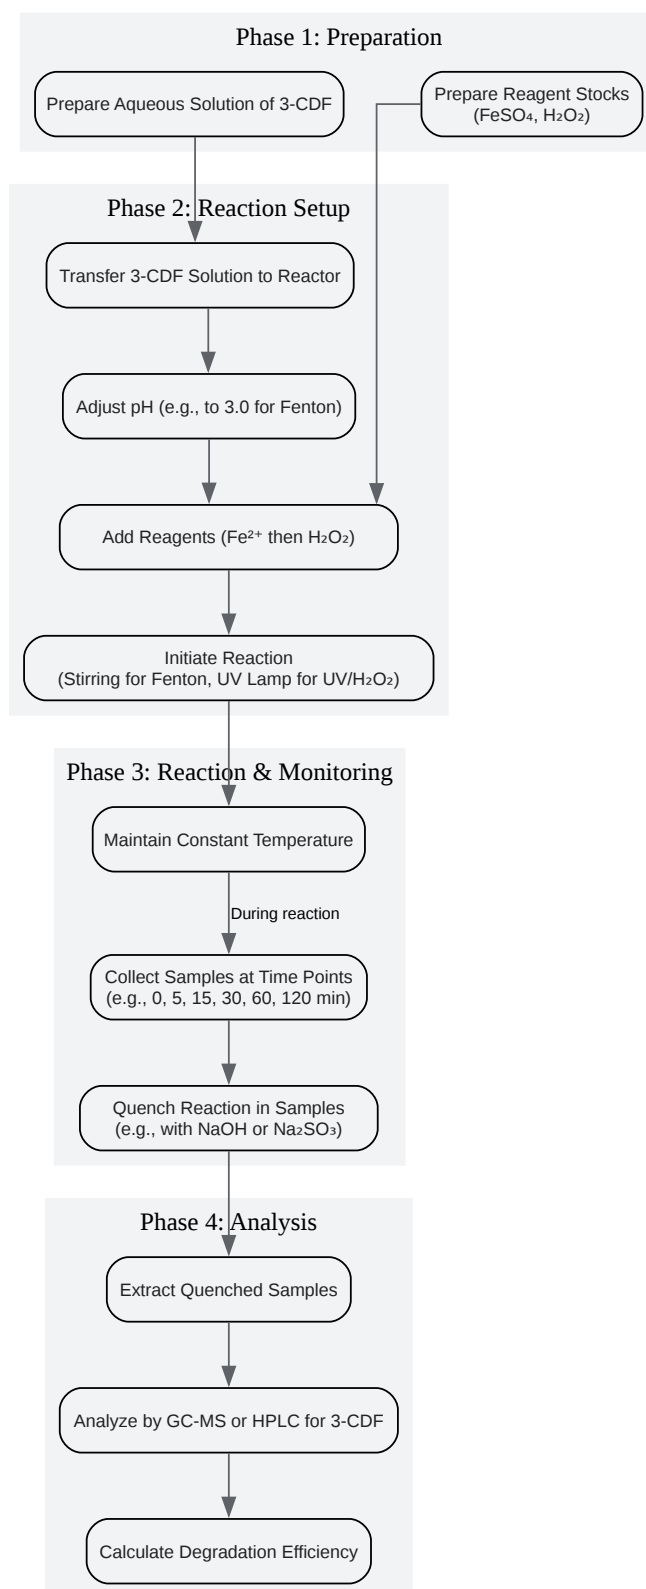 Phase 1: Preparation
Prepare Aqueous Solution of 3-CDF
Prepare Reagent Stocks
(FeSO₄, H₂O₂)
Phase 2: Reaction Setup
Transfer 3-CDF Solution to Reactor
Adjust pH (e.g., to 3.0 for Fenton)
Add Reagents (Fe²⁺ then H₂O₂)
Initiate Reaction
(Stirring for Fenton, UV Lamp for UV/H₂O₂)
Phase 3: Reaction & Monitoring
Maintain Constant Temperature
During reaction
Collect Samples at Time Points
(e.g., 0, 5, 15, 30, 60, 120 min)
Quench Reaction in Samples
(e.g., with NaOH or Na₂SO₃)
Phase 4: Analysis
Extract Quenched Samples
Analyze by GC-MS or HPLC for 3-CDF
Calculate Degradation Efficiency